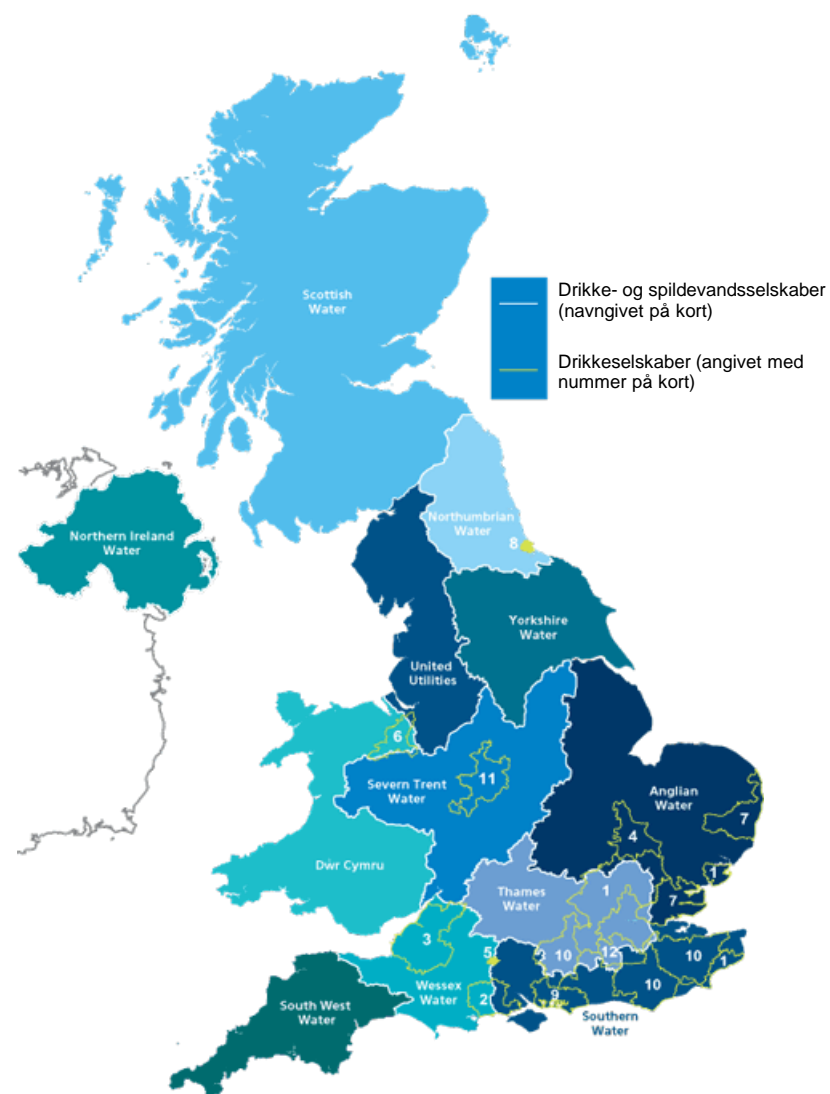 Scottish
Water
Drikke- og spildevandsselskaber
(navngivet på kort)
Drikkeselskaber (angivet med
nummer på kort)
Northumbrian
Water
8
Northern Ireland
Water
Yorkshire
Water
United
Utilities
6
Severn Trent
Water
11
Anglian
Water
7
4
1
Dŵr Cymru
Thames
Water
1
7
3
5
10
12
10
1
Wessex
Water
2
9
10
South West
Water
Southern
Water